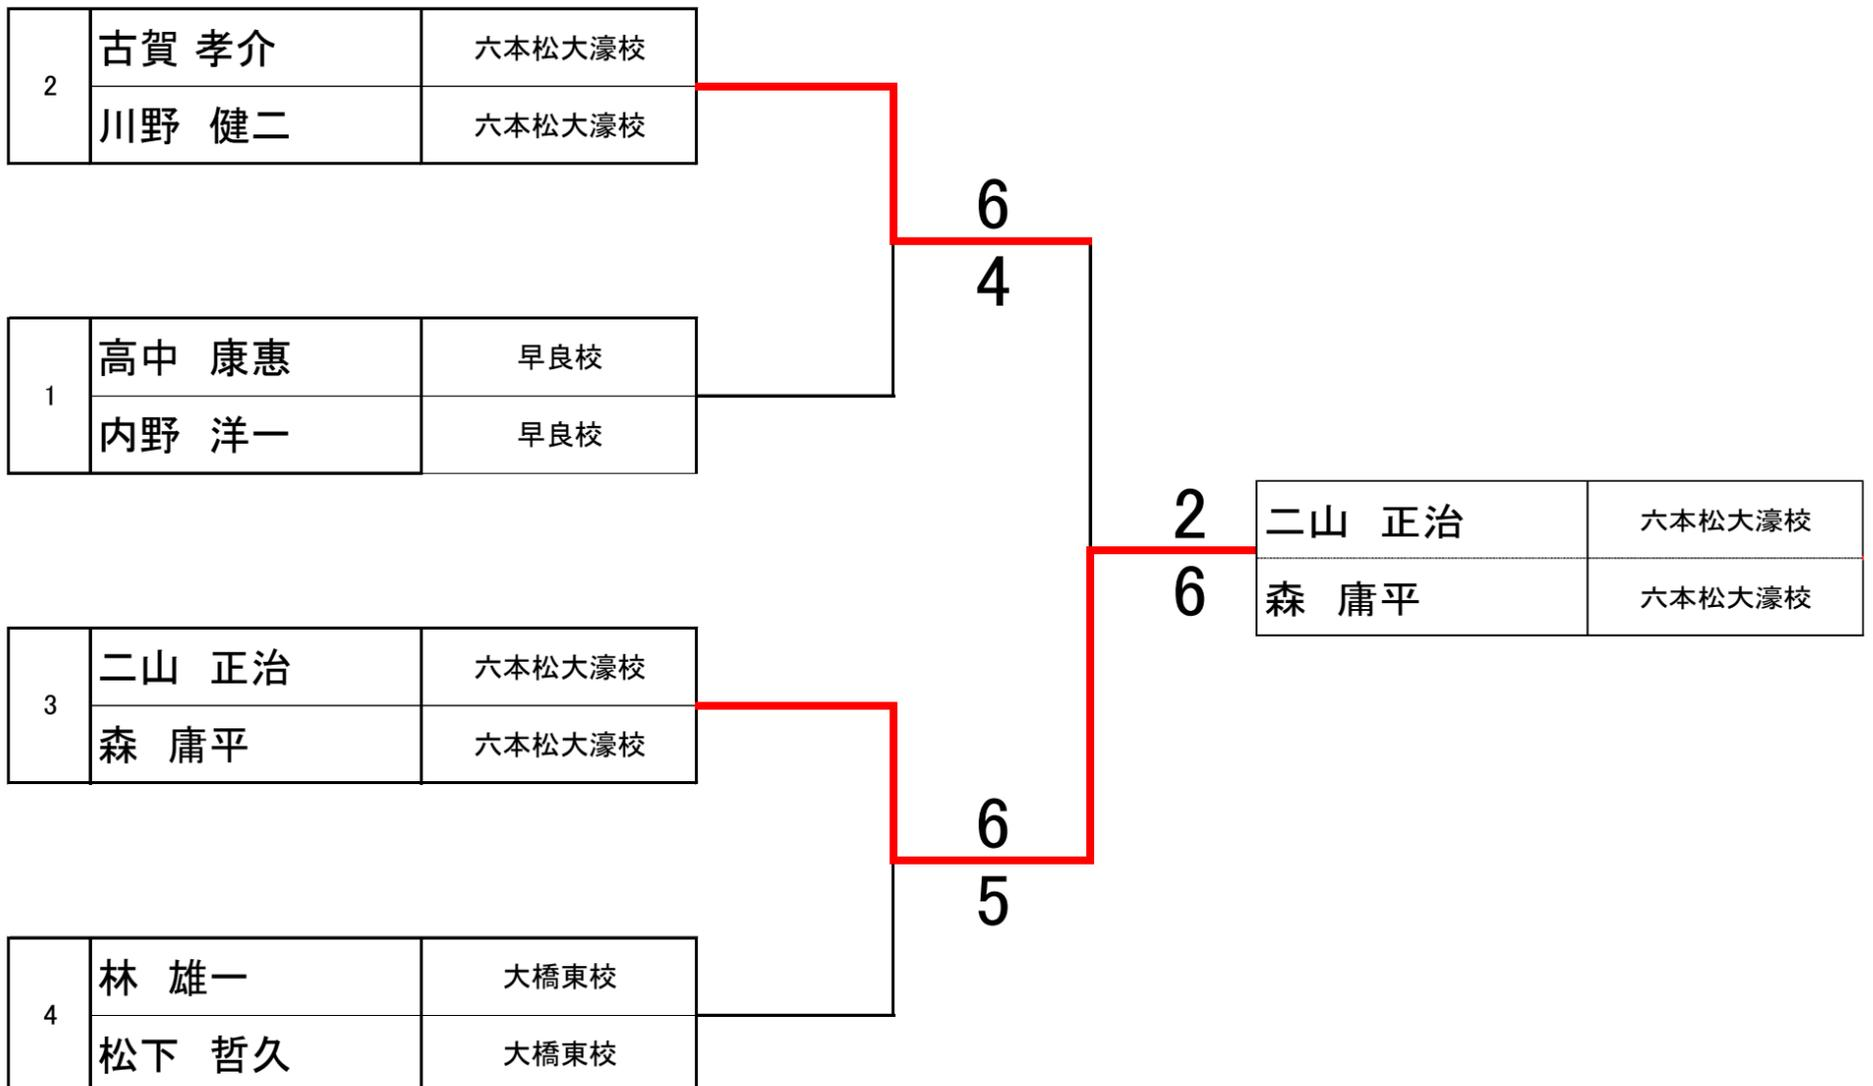 2
古賀 孝介 六本松大濠校
川野 健二 六本松大濠校
6
4
1
高中 康惠 早良校
内野 洋一 早良校
2
6
二山 正治 六本松大濠校
森 庸平 六本松大濠校
3
二山 正治 六本松大濠校
森 庸平 六本松大濠校
6
5
4
林 雄一 大橋東校
松下 哲久 大橋東校